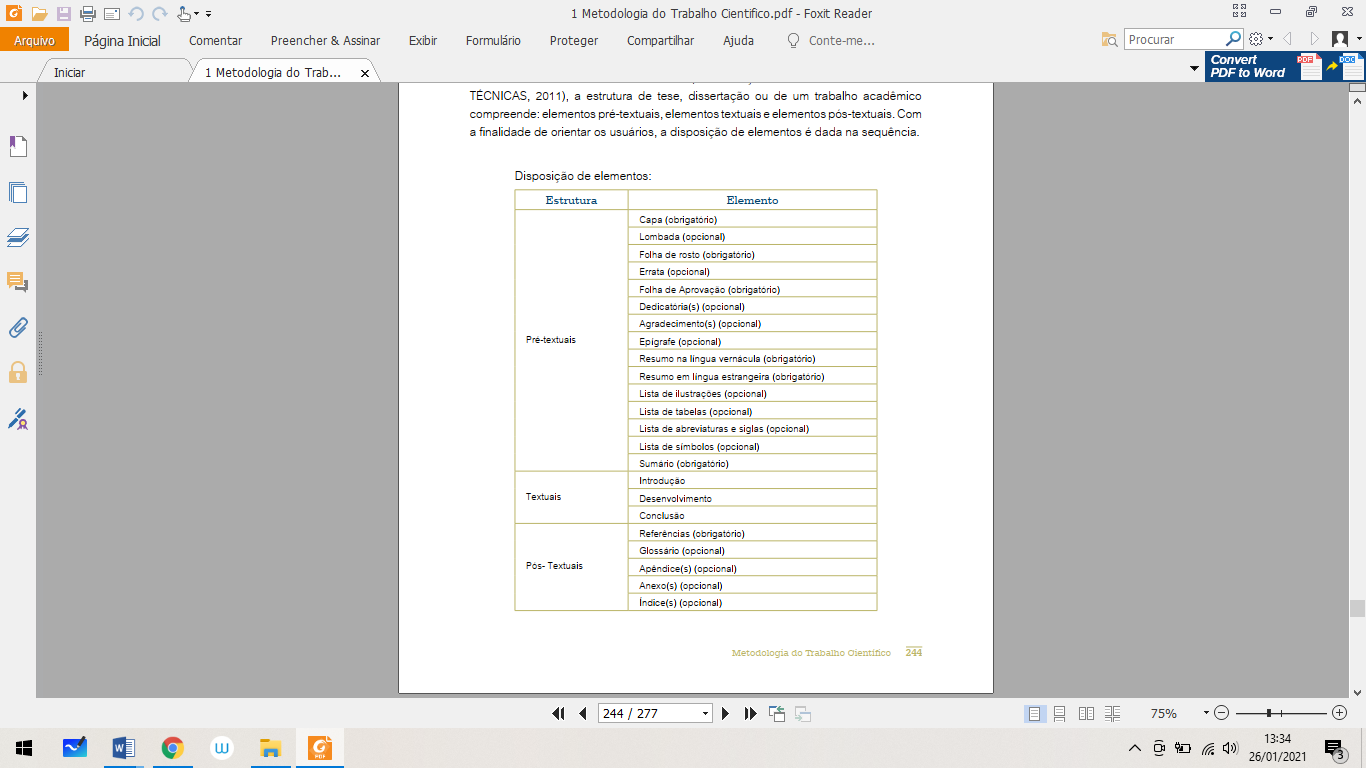 1 Metodologia do Trabalho Cientifico.pdf - Foxit Reader
Arquivo Página Inicial Comentar Preencher & Assinar Exibir Formulário Proteger Compartilhar Ajuda Conte-me... Procurar
Iniciar 1 Metodologia do Trab... Convert
PDF to Word PDF DOC
TÉCNICAS, 2011), a estrutura de tese, dissertação ou de um trabalho acadêmico
compreende: elementos pré-textuais, elementos textuais e elementos pós-textuais. Com
a finalidade de orientar os usuários, a disposição de elementos é dada na sequência.
Disposição de elementos:
Estrutura Elemento
Pré-textuais
Capa (obrigatório)
Lombada (opcional)
Folha de rosto (obrigatório)
Errata (opcional)
Folha de Aprovação (obrigatório)
Dedicatória(s) (opcional)
Agradecimento(s) (opcional)
Epígrafe (opcional)
Resumo na língua vernácula (obrigatório)
Resumo em língua estrangeira (obrigatório)
Lista de ilustrações (opcional)
Lista de tabelas (opcional)
Lista de abreviaturas e siglas (opcional)
Lista de símbolos (opcional)
Sumário (obrigatório)
Textuais
Introdução
Desenvolvimento
Conclusão
Pós- Textuais
Referências (obrigatório)
Glossário (opcional)
Apêndice(s) (opcional)
Anexo(s) (opcional)
Índice(s) (opcional)
Metodologia do Trabalho Científico 244
244 / 277 75%
13:34
26/01/2021
3